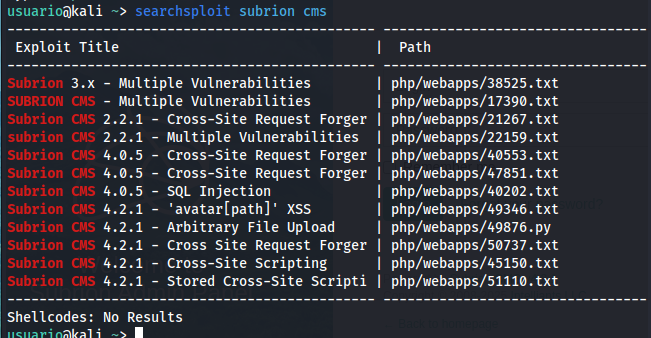 usuario@kali ~> searchsploit subrion cms
---------------------------------------------- ---------------------------------
Exploit Title | Path
---------------------------------------------- ---------------------------------
Subrion 3.x - Multiple Vulnerabilities | php/webapps/38525.txt
SUBRION CMS - Multiple Vulnerabilities | php/webapps/17390.txt
Subrion CMS 2.2.1 - Cross-Site Request Forger | php/webapps/21267.txt
subrion CMS 2.2.1 - Multiple Vulnerabilities | php/webapps/22159.txt
Subrion CMS 4.0.5 - Cross-Site Request Forger | php/webapps/40553.txt
Subrion CMS 4.0.5 - Cross-Site Request Forger | php/webapps/47851.txt
Subrion CMS 4.0.5 - SQL Injection | php/webapps/40202.txt
Subrion CMS 4.2.1 - 'avatar[path]' XSS | php/webapps/49346.txt
Subrion CMS 4.2.1 - Arbitrary File Upload | php/webapps/49876.py
Subrion CMS 4.2.1 - Cross Site Request Forger | php/webapps/50737.txt
Subrion CMS 4.2.1 - Cross-Site Scripting | php/webapps/45150.txt
Subrion CMS 4.2.1 - Stored Cross-Site Scripti | php/webapps/51110.txt
---------------------------------------------- ---------------------------------
Shellcodes: No Results
usuario@kali ~>